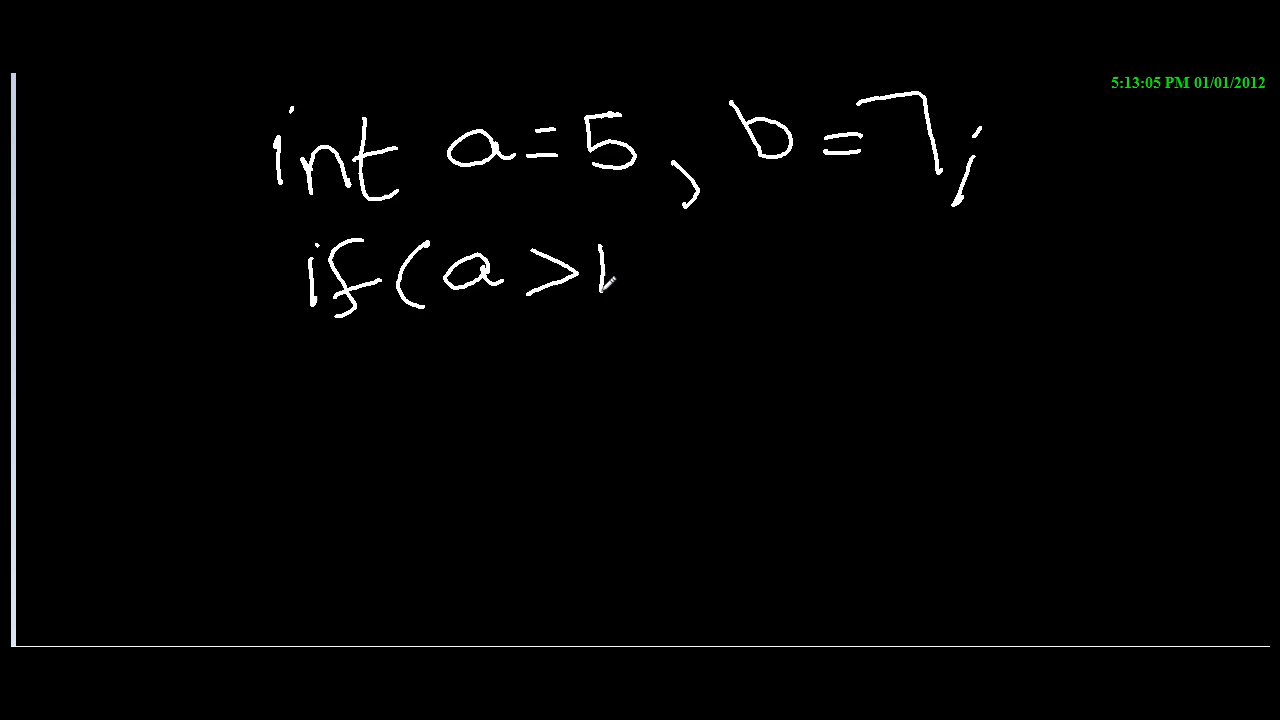 5:13:05 PM 01/01/2012
int a = 5, b = 7;
if (a >